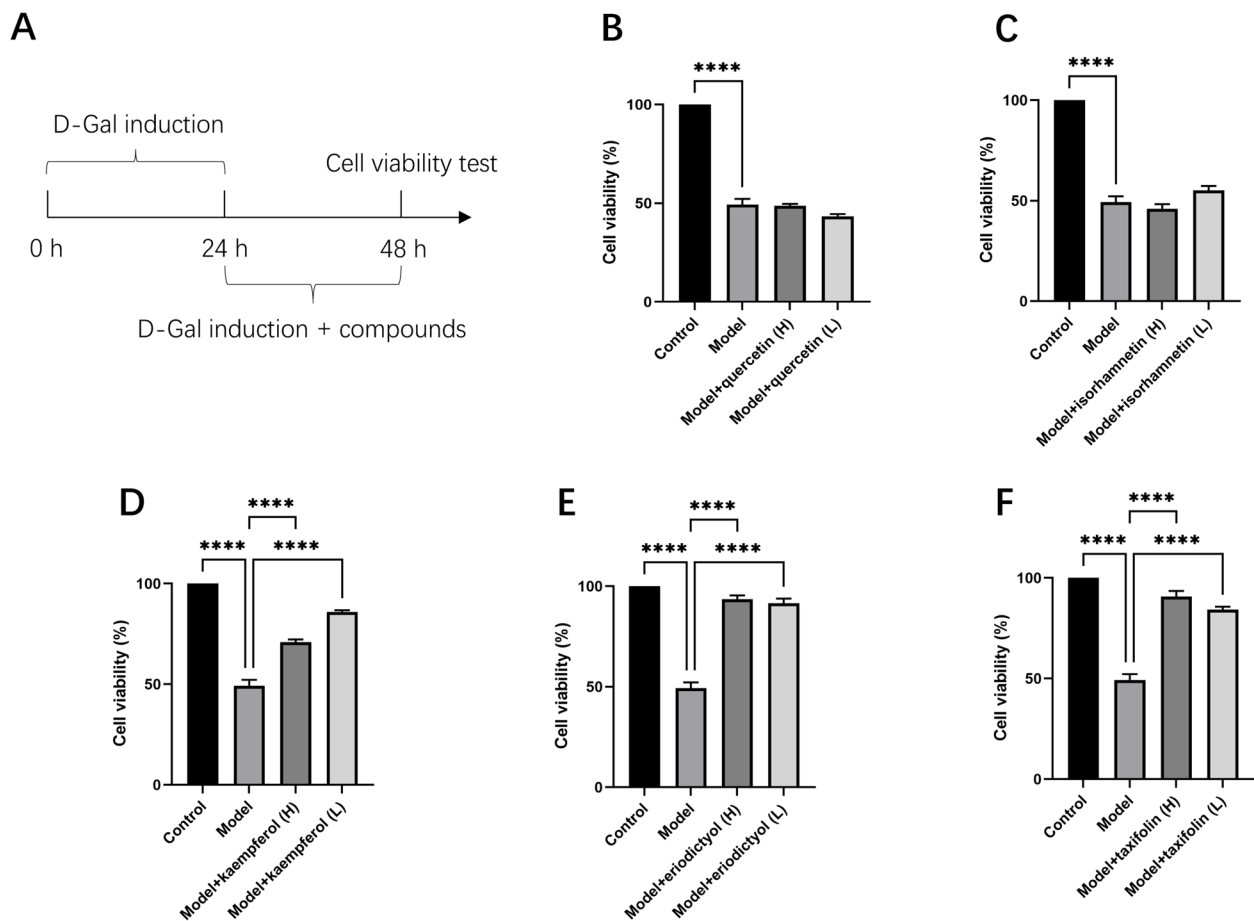 A
D-Gal induction
Cell viability test
0 h
24 h
48 h
D-Gal induction + compounds
B
****
Cell viability (%)
100
50
0
Control
Model
Model+quercetin (H)
Model+quercetin (L)
C
****
Cell viability (%)
100
50
0
Control
Model
Model+isorhamnetin (H)
Model+isorhamnetin (L)
D
****
**** ****
Cell viability (%)
100
50
0
Control
Model
Model+kaempferol (H)
Model+kaempferol (L)
E
****
**** ****
Cell viability (%)
100
50
0
Control
Model
Model+eriodictyol (H)
Model+eriodictyol (L)
F
****
**** ****
Cell viability (%)
100
50
0
Control
Model
Model+taxifolin (H)
Model+taxifolin (L)